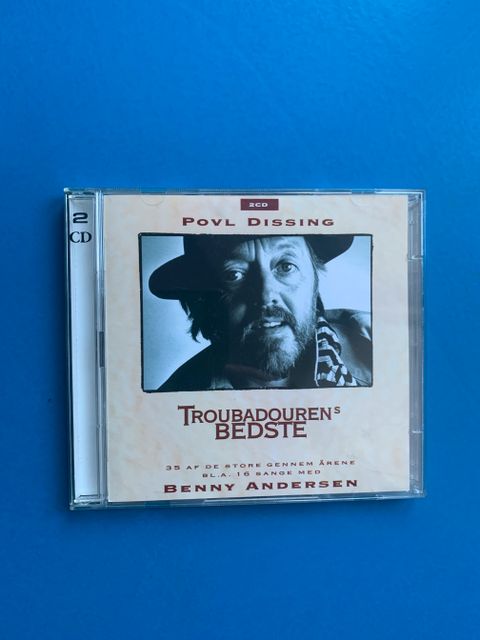 2
CD
2CD
POVL DISSING
TROUBADOURENS
BEDSTE
35 AF DE STORE GENNEM ÅRENE
BL.A. 16 SANGE MED
BENNY ANDERSEN